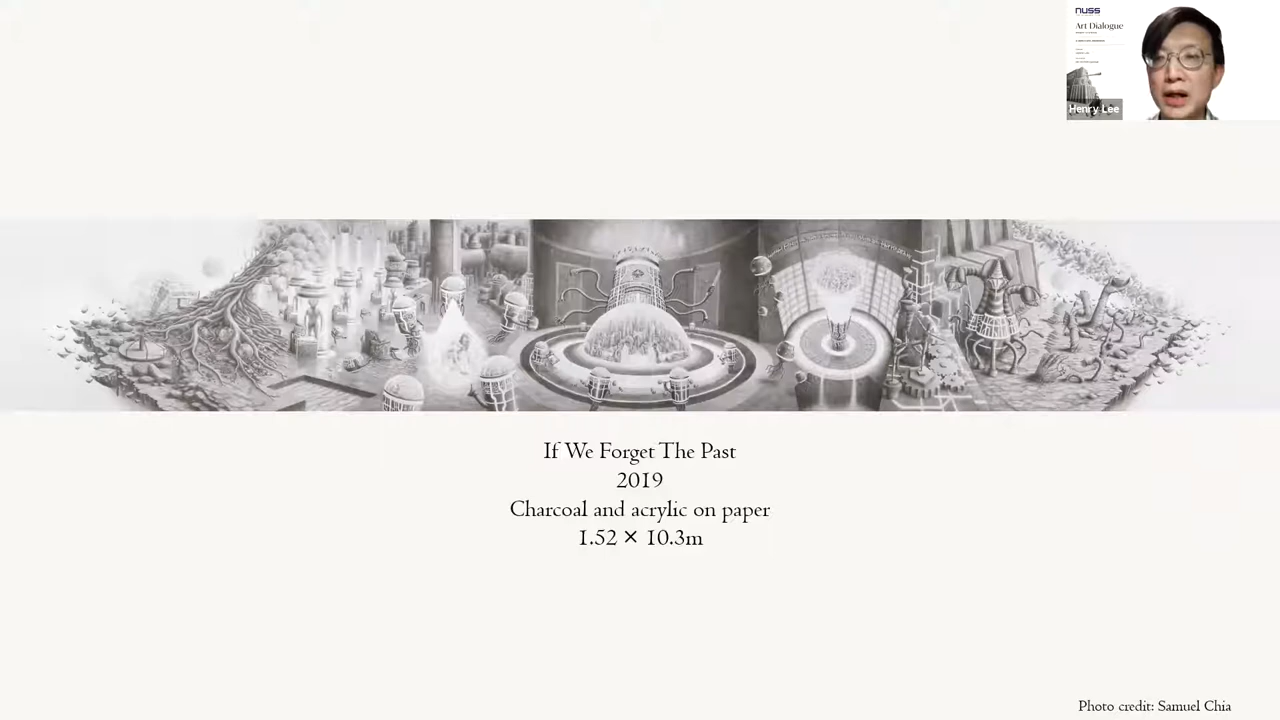 nuss
Art Dialogue
Henry Lee
If We Forget The Past
2019
Charcoal and acrylic on paper
1.52 × 10.3m
Photo credit: Samuel Chia